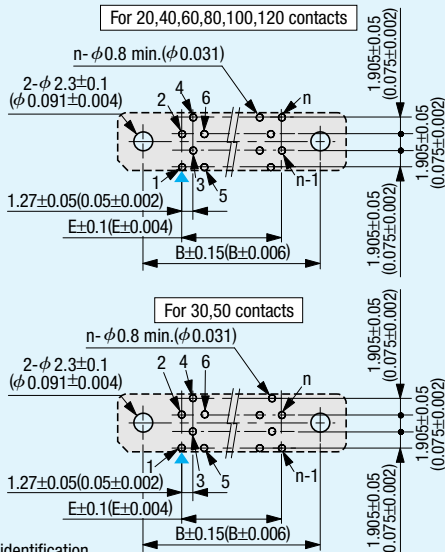 For 20,40,60,80,100,120 contacts
n-ϕ0.8 min.(ϕ0.031)
2-ϕ2.3±0.1
(ϕ0.091±0.004)
4
2
6
n
1
3
5
n-1
1.27±0.05(0.05±0.002)
E±0.1(E±0.004)
B±0.15(B±0.006)
1.905±0.05
(0.075±0.002)
1.905±0.05
(0.075±0.002)
1.905±0.05
(0.075±0.002)
For 30,50 contacts
n-ϕ0.8 min.(ϕ0.031)
2-ϕ2.3±0.1
(ϕ0.091±0.004)
4
2
6
n
1
3
5
n-1
1.27±0.05(0.05±0.002)
E±0.1(E±0.004)
B±0.15(B±0.006)
1.905±0.05
(0.075±0.002)
1.905±0.05
(0.075±0.002)
1.905±0.05
(0.075±0.002)
identification